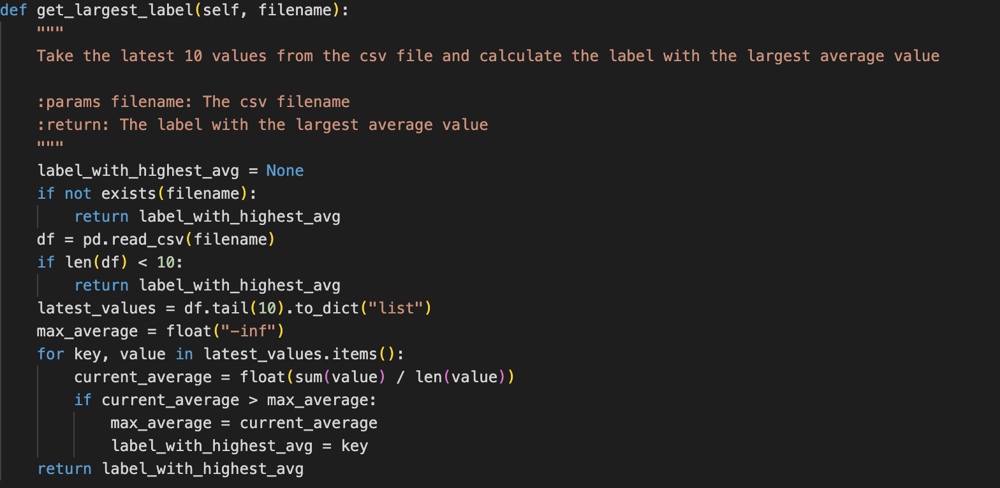 def get_largest_label(self, filename):
    """
    Take the latest 10 values from the csv file and calculate the label with the largest average value

    :params filename: The csv filename
    :return: The label with the largest average value
    """
    label_with_highest_avg = None
    if not exists(filename):
        return label_with_highest_avg
    df = pd.read_csv(filename)
    if len(df) < 10:
        return label_with_highest_avg
    latest_values = df.tail(10).to_dict("list")
    max_average = float("-inf")
    for key, value in latest_values.items():
        current_average = float(sum(value) / len(value))
        if current_average > max_average:
            max_average = current_average
            label_with_highest_avg = key
    return label_with_highest_avg